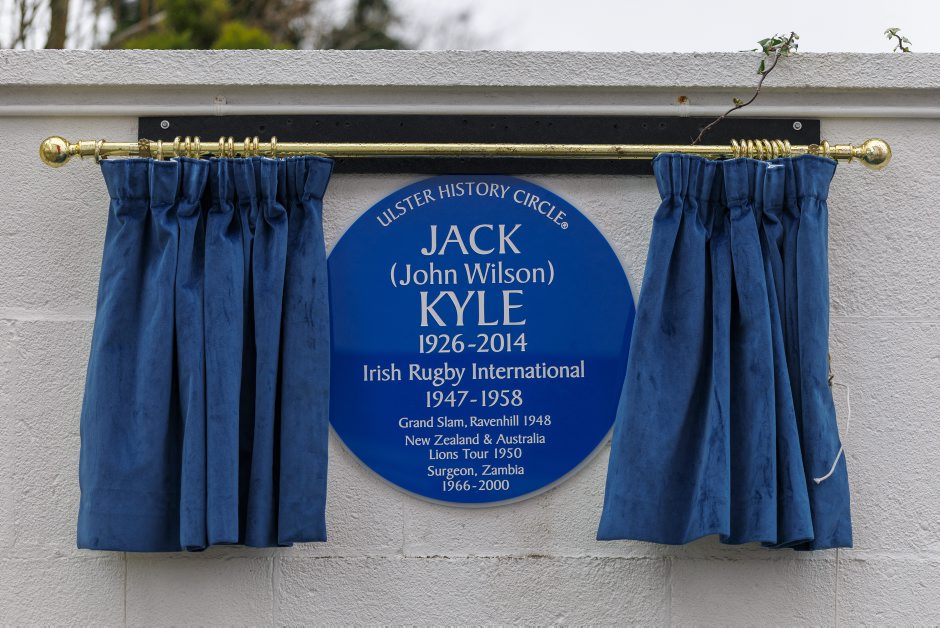 ULSTER HISTORY CIRCLE®
JACK
(John Wilson)
KYLE
1926-2014
Irish Rugby International
1947-1958
Grand Slam, Ravenhill 1948
New Zealand & Australia
Lions Tour 1950
Surgeon, Zambia
1966-2000